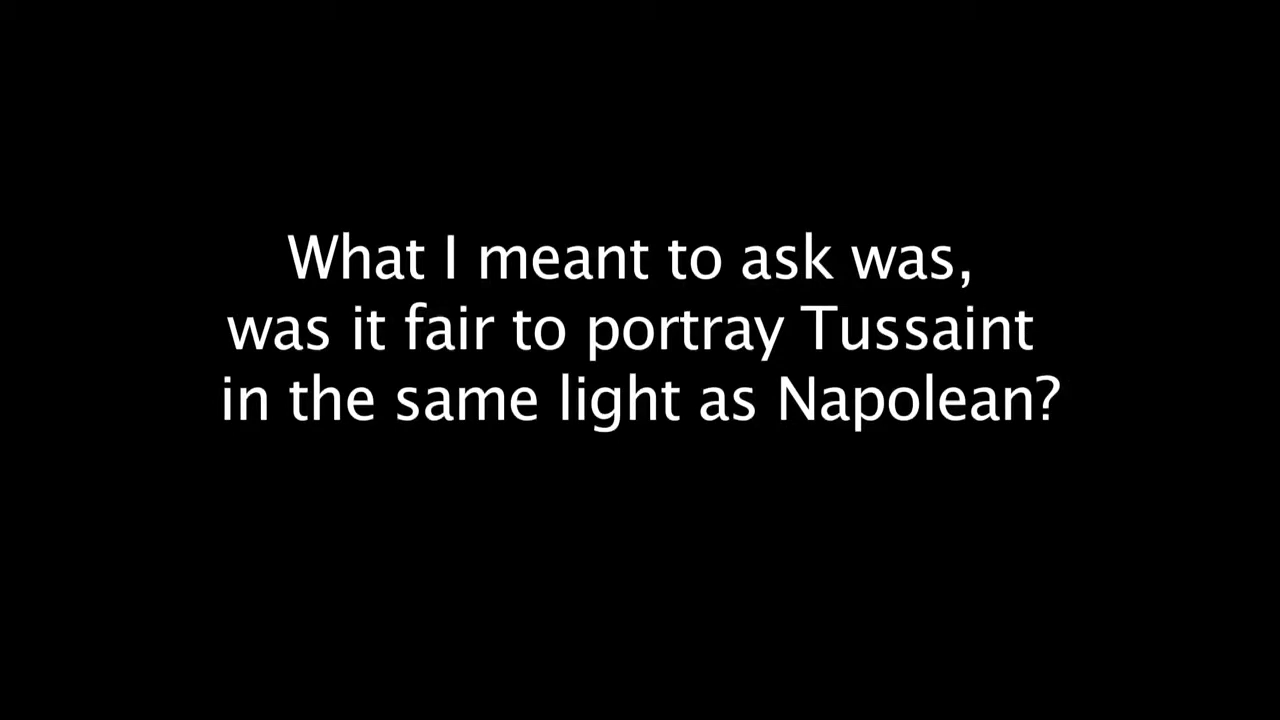 What I meant to ask was,
was it fair to portray Tussaint
in the same light as Napolean?